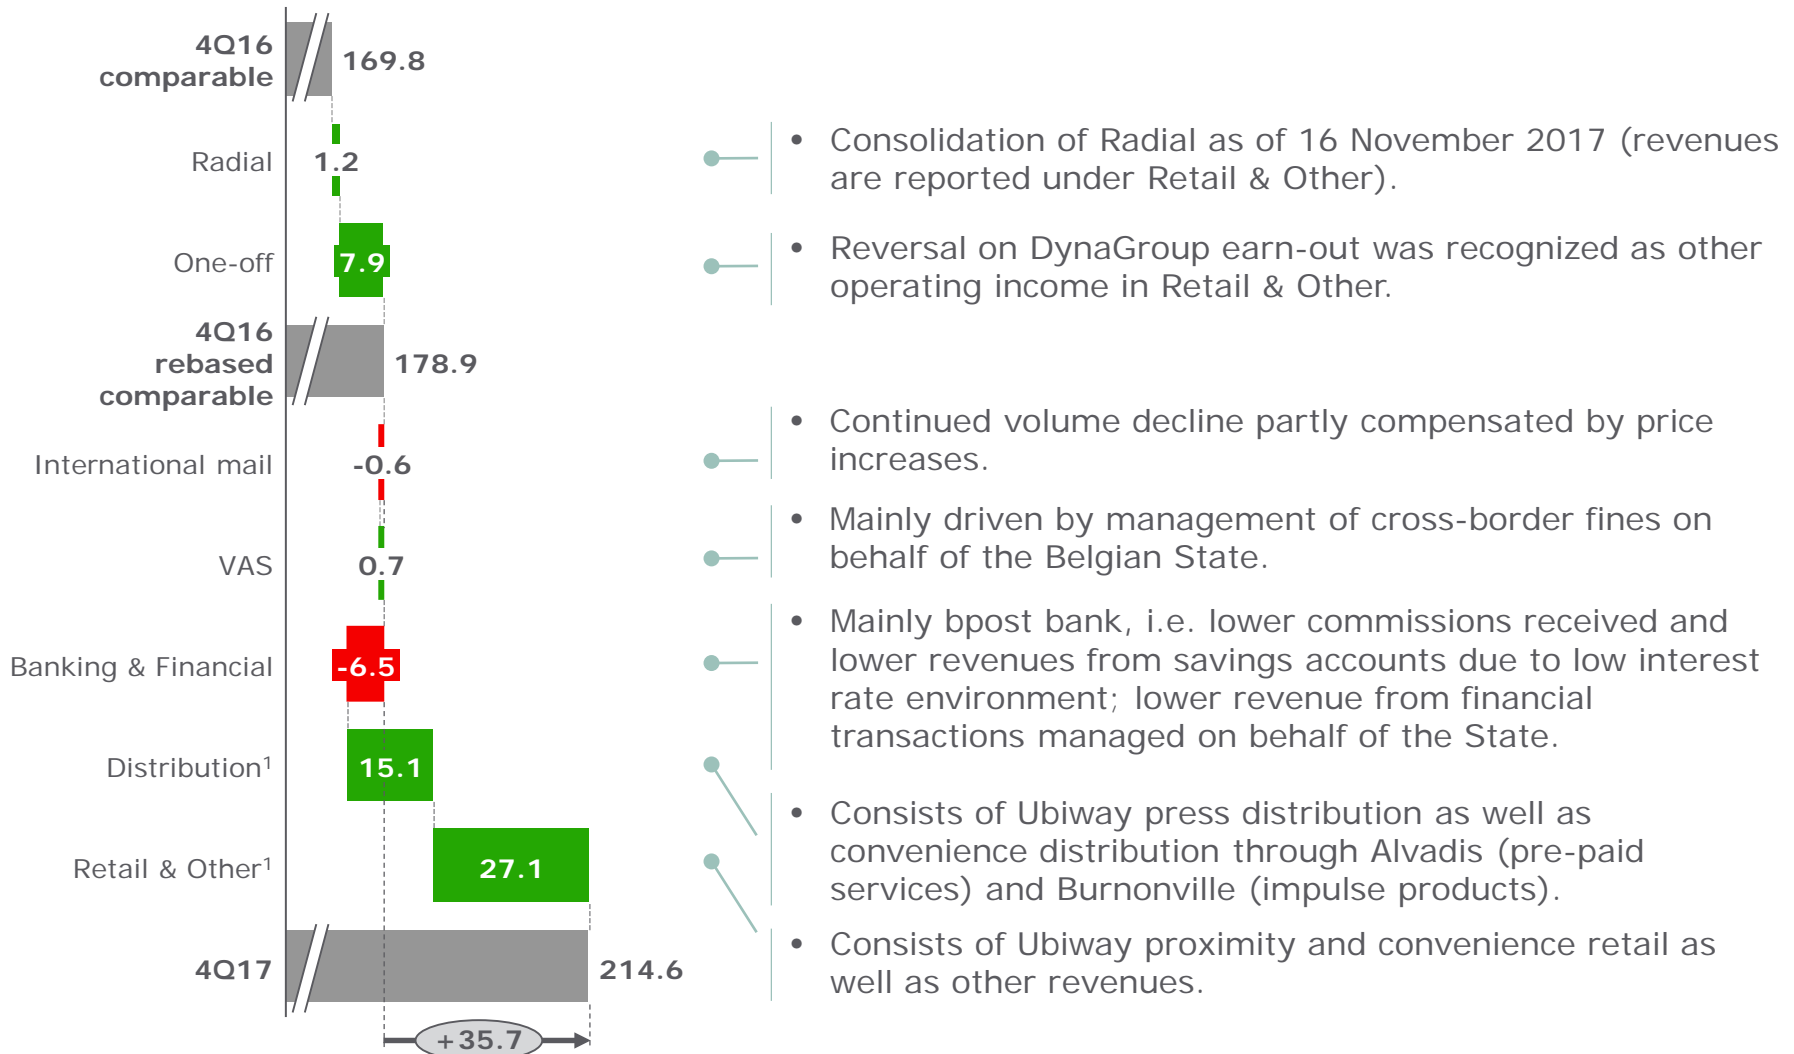 4Q16
comparable
169.8
Radial
1.2
• Consolidation of Radial as of 16 November 2017 (revenues
are reported under Retail & Other).
One-off
7.9
• Reversal on DynaGroup earn-out was recognized as other
operating income in Retail & Other.
4Q16
rebased
comparable
178.9
International mail
-0.6
• Continued volume decline partly compensated by price
increases.
VAS
0.7
• Mainly driven by management of cross-border fines on
behalf of the Belgian State.
Banking & Financial
-6.5
• Mainly bpost bank, i.e. lower commissions received and
lower revenues from savings accounts due to low interest
rate environment; lower revenue from financial
transactions managed on behalf of the State.
Distribution¹
15.1
• Consists of Ubiway press distribution as well as
convenience distribution through Alvadis (pre-paid
services) and Burnonville (impulse products).
Retail & Other¹
27.1
• Consists of Ubiway proximity and convenience retail as
well as other revenues.
4Q17
214.6
+35.7